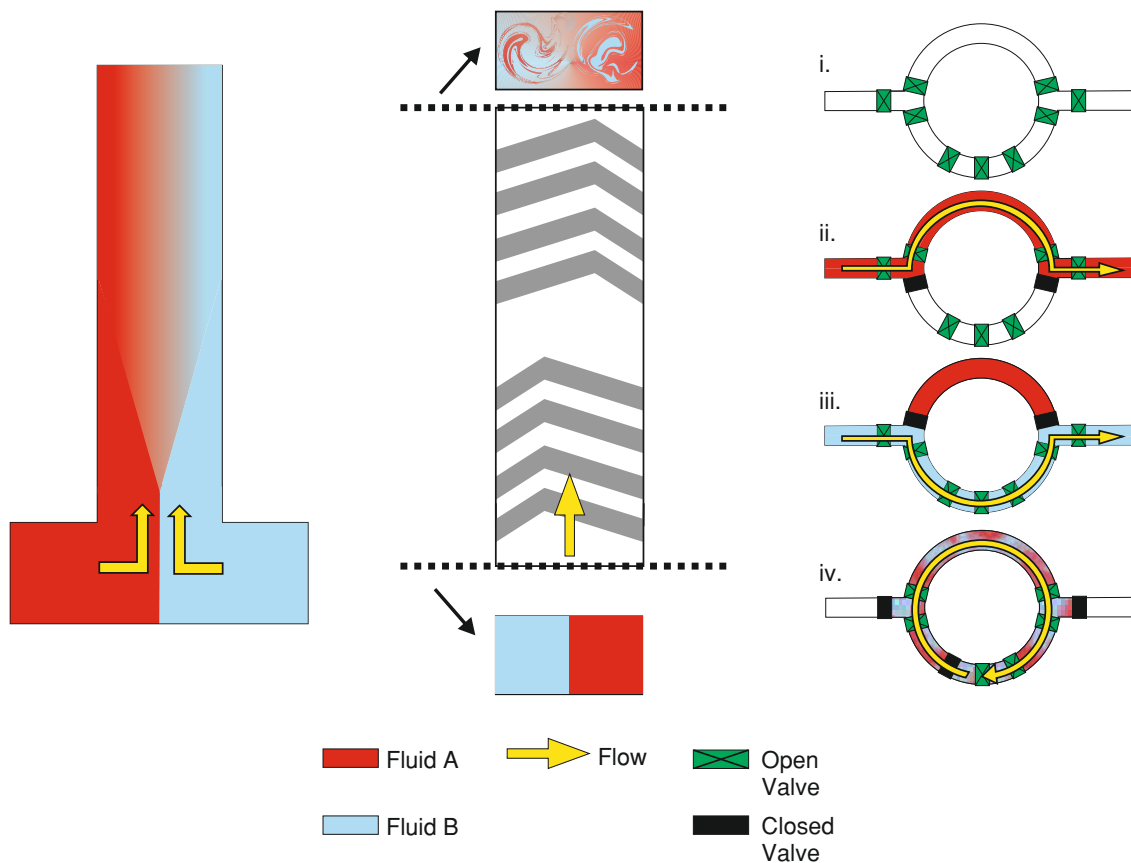 i.
ii.
iii.
iv.
Fluid A
Flow
Open
Valve
Fluid B
Closed
Valve